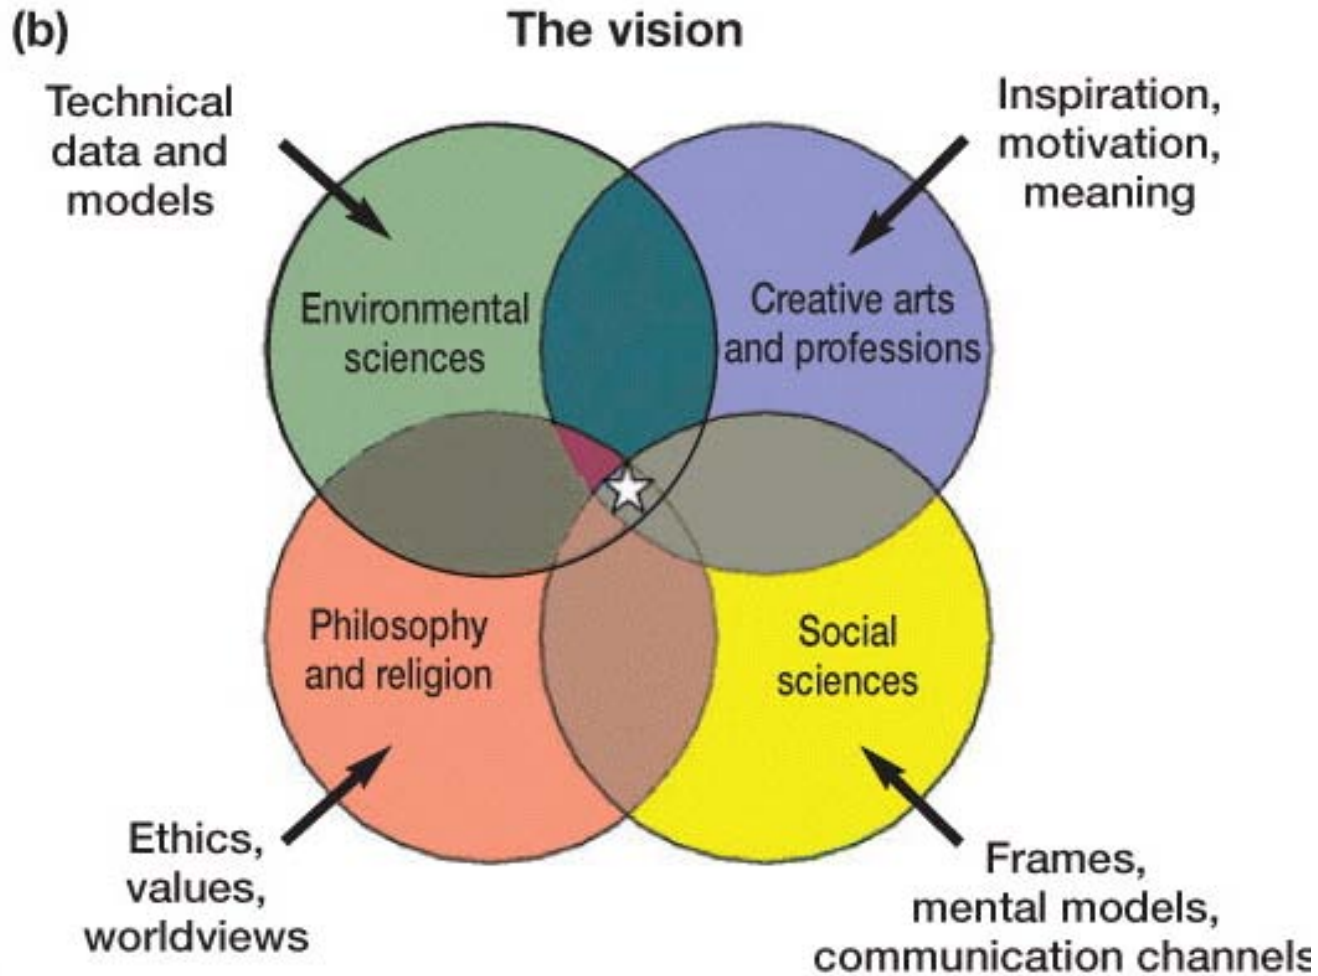 (b)
The vision
Technical
data and
models
Inspiration,
motivation,
meaning
Environmental
sciences
Creative arts
and professions
Philosophy
and religion
Social
sciences
Ethics,
values,
worldviews
Frames,
mental models,
communication channels